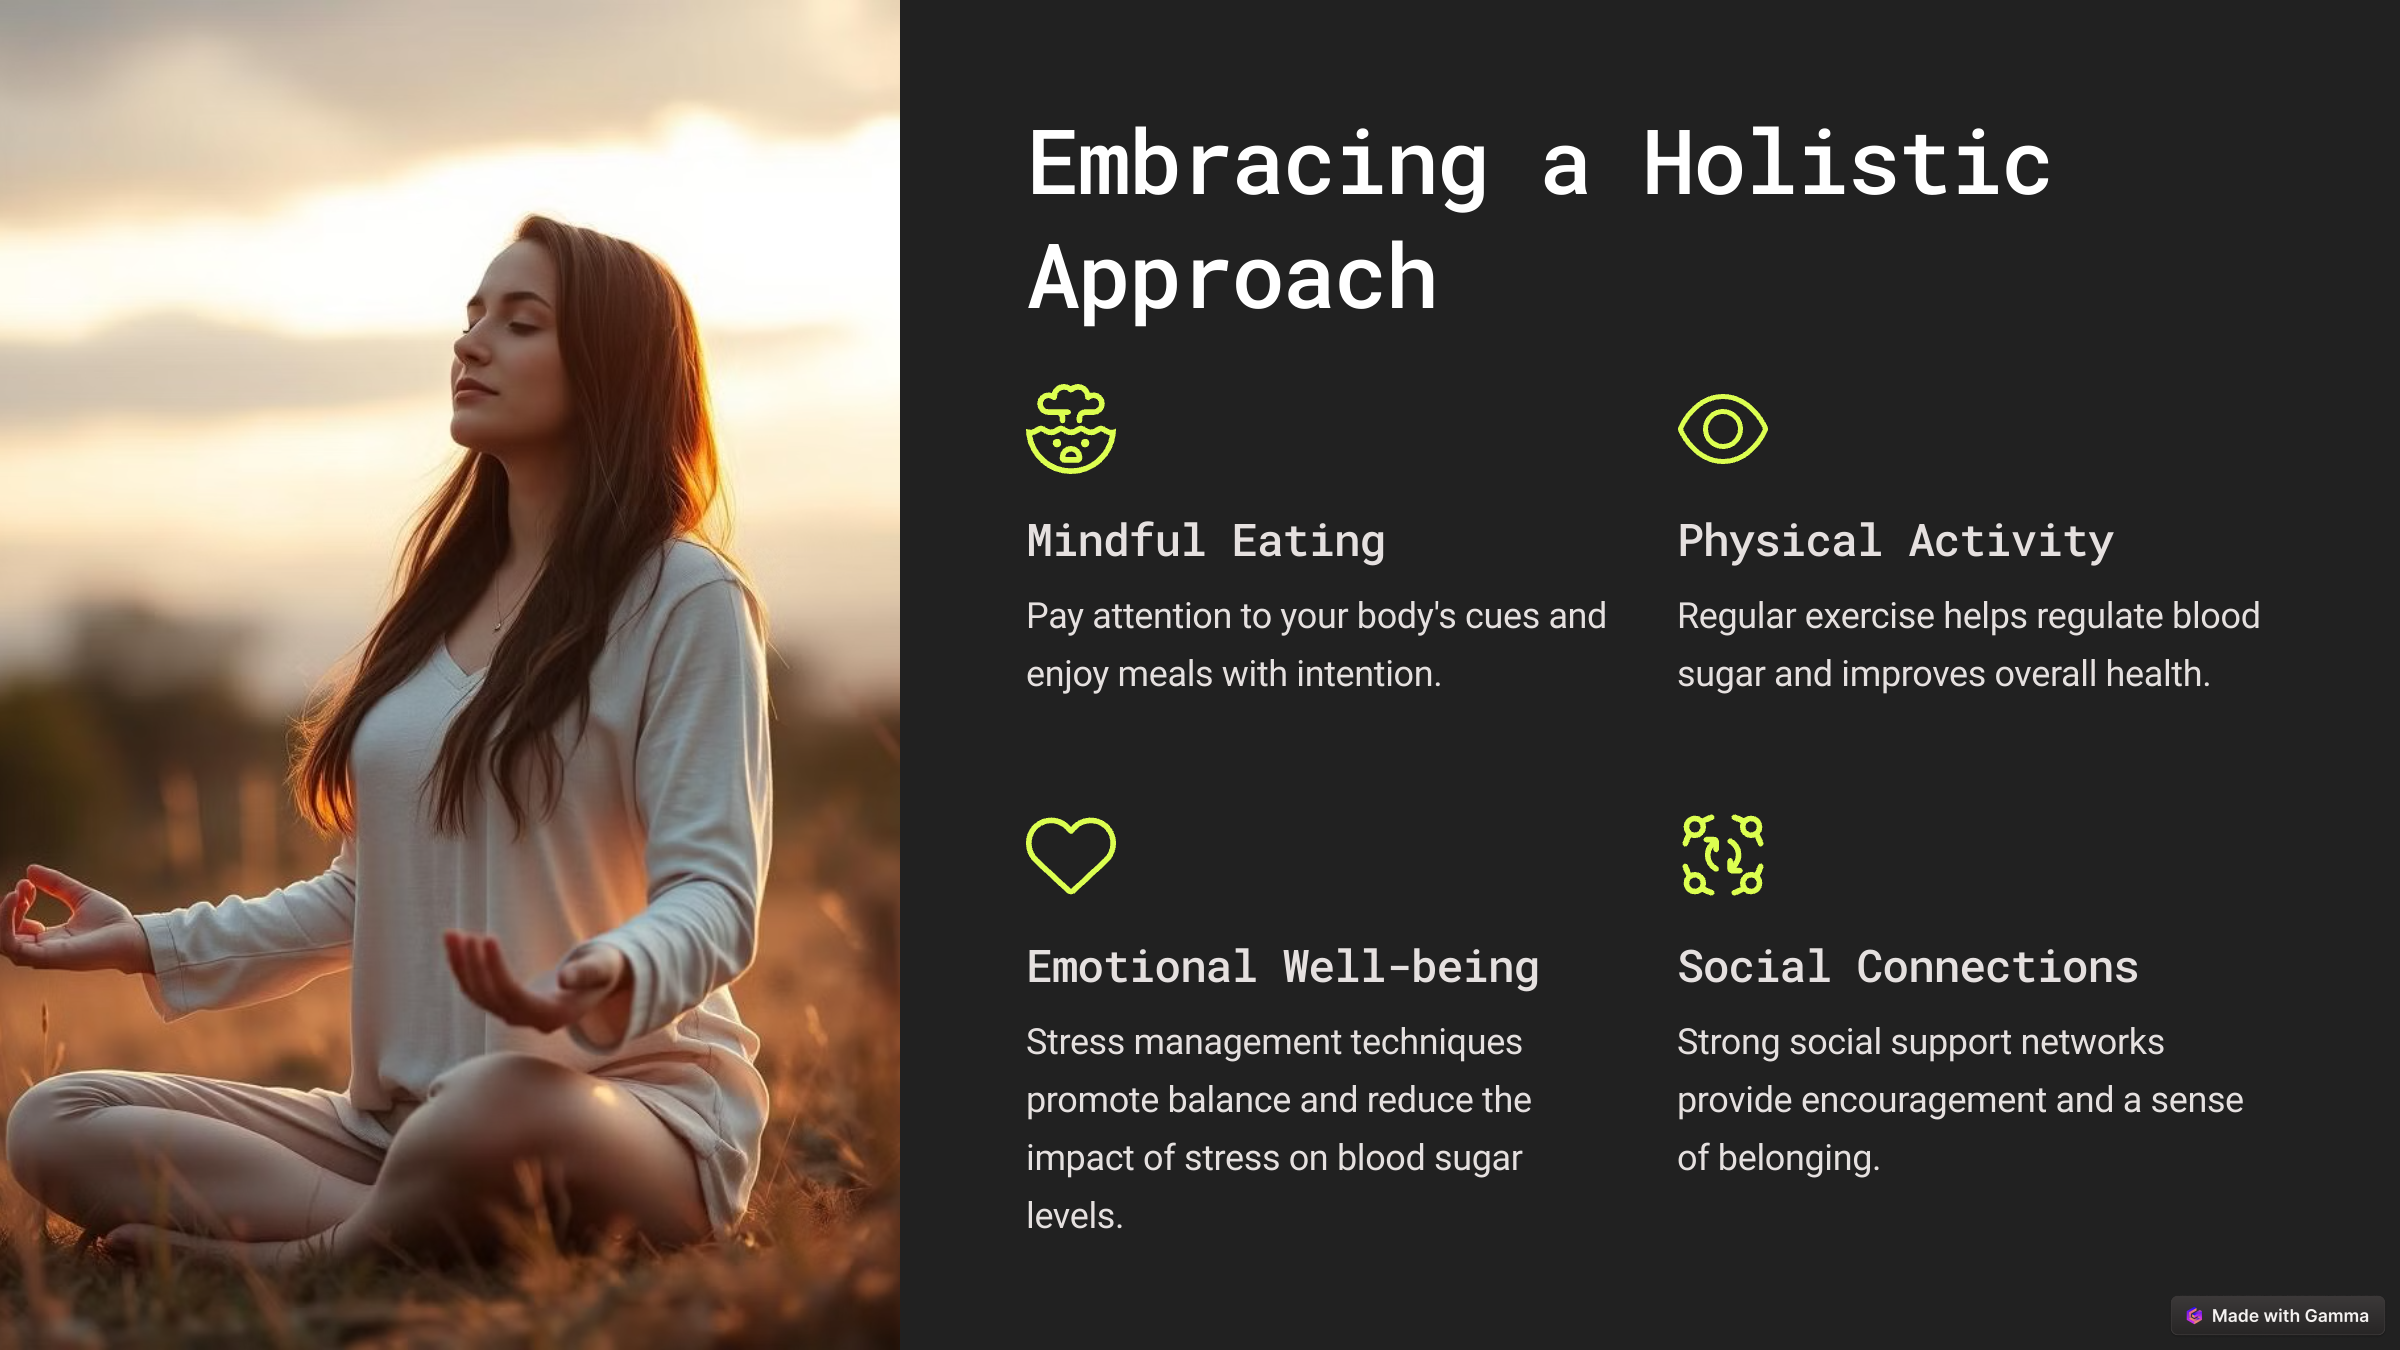 Embracing a Holistic
Approach
Mindful Eating
Pay attention to your body's cues and
enjoy meals with intention.
Physical Activity
Regular exercise helps regulate blood
sugar and improves overall health.
Emotional Well-being
Stress management techniques
promote balance and reduce the
impact of stress on blood sugar
levels.
Social Connections
Strong social support networks
provide encouragement and a sense
of belonging.
Made with Gamma